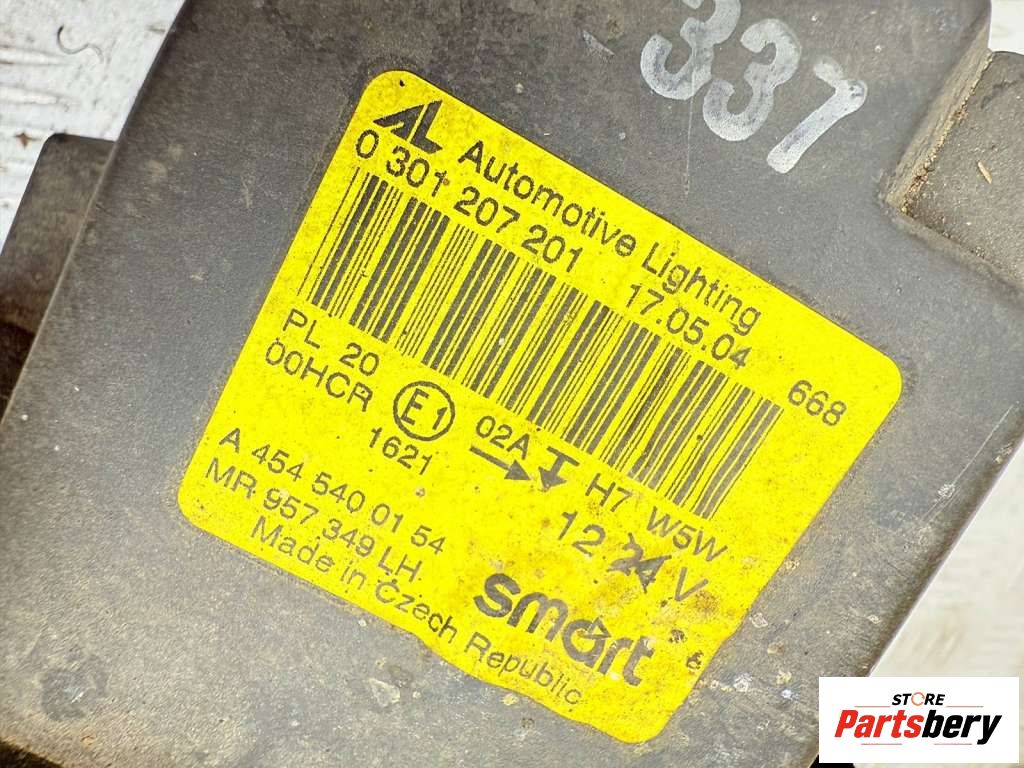 337
AL Automotive Lighting
0 301 207 201 17.05.04
668
PL 20
00HCR E1 02A H7 W5W
1621 12 24 V
A 454 540 01 54
MR 957 349 LH
Made in Czech Republic
smart
STORE
Partsbery